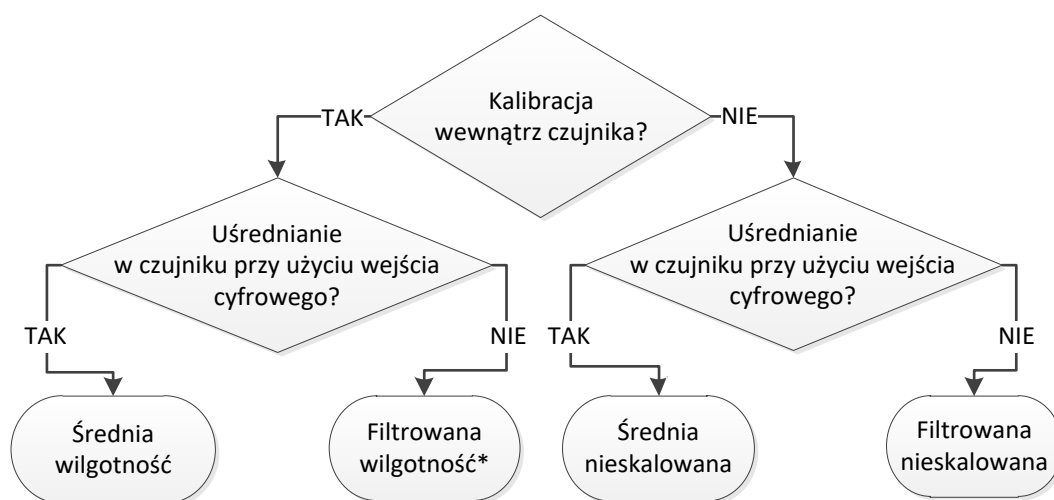 Kalibracja
wewnątrz czujnika?
TAK
NIE
Uśrednianie
w czujniku przy użyciu wejścia
cyfrowego?
Uśrednianie
w czujniku przy użyciu wejścia
cyfrowego?
TAK
NIE
TAK
NIE
Średnia
wilgotność
Filtrowana
wilgotność*
Średnia
nieskalowana
Filtrowana
nieskalowana